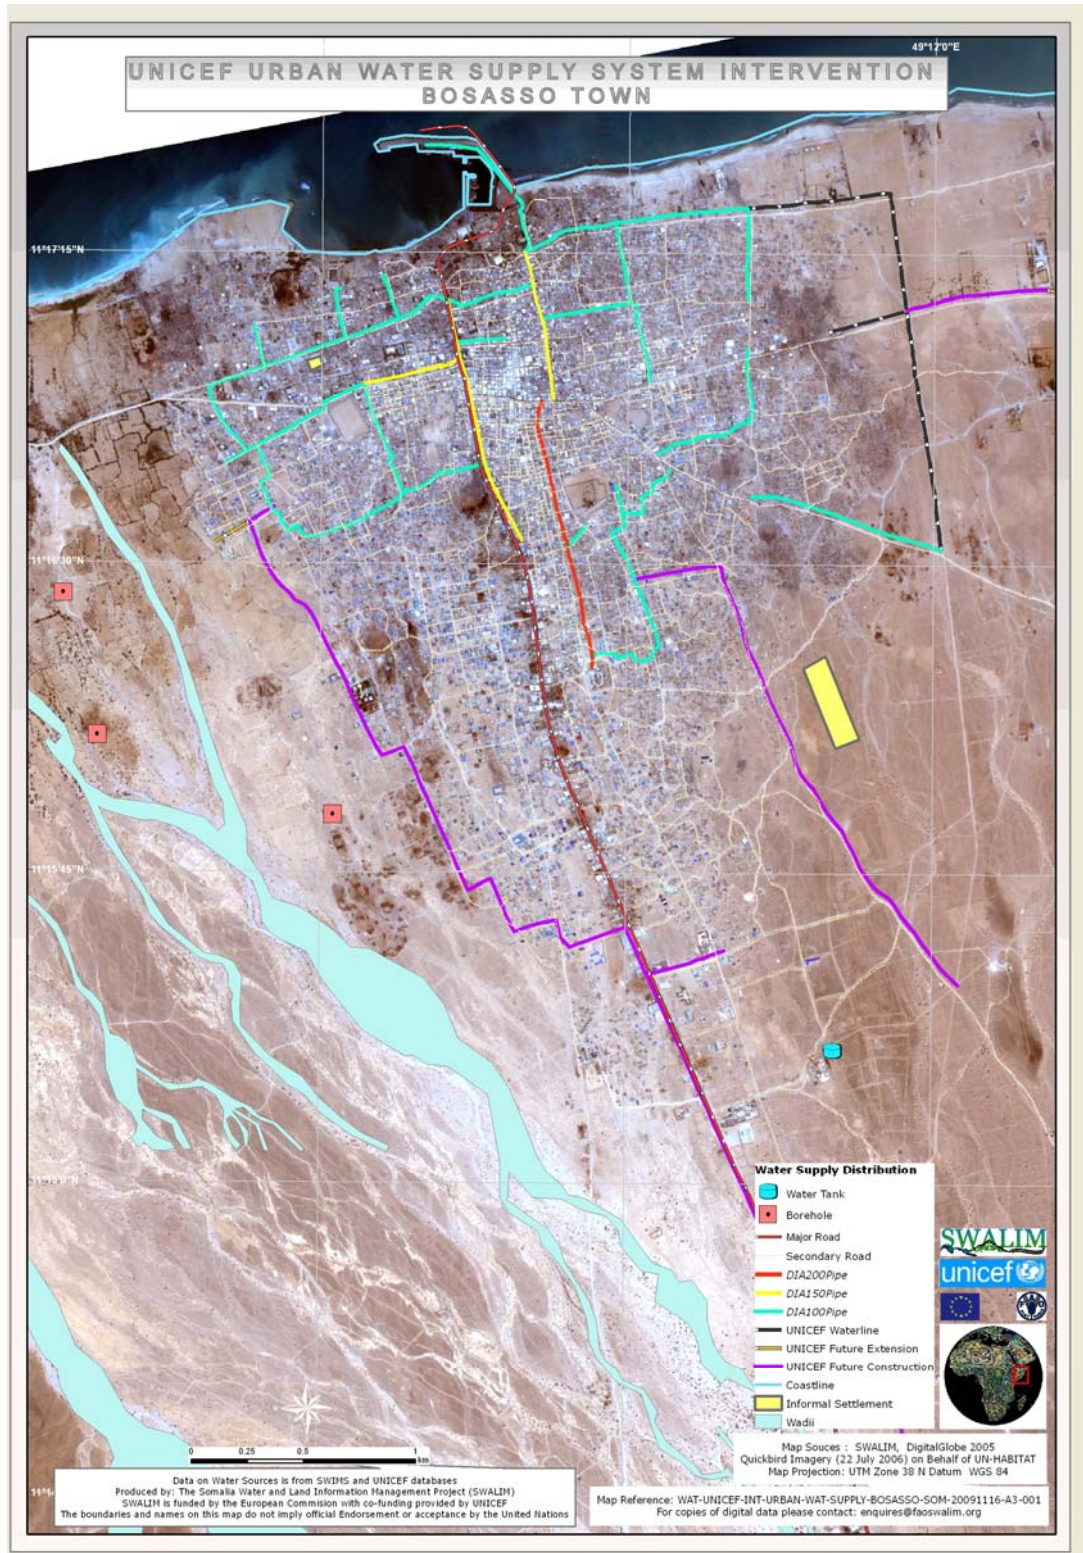 49°12'0"E
UNICEF URBAN WATER SUPPLY SYSTEM INTERVENTION
BOSASSO TOWN
11°17'15"N
11°16'30"N
11°15'45"N
Water Supply Distribution
Water Tank
Borehole
Major Road
Secondary Road
DIA200Pipe
DIA150Pipe
DIA100Pipe
UNICEF Waterline
UNICEF Future Extension
UNICEF Future Construction
Coastline
Informal Settlement
Wadii
SWALIM
unicef
0 0.25 0.5 1
km
Data on Water Sources is from SWIMS and UNICEF databases
Produced by: The Somalia Water and Land Information Management Project (SWALIM)
SWALIM is funded by the European Commision with co-funding provided by UNICEF
The boundaries and names on this map do not imply official Endorsement or acceptance by the United Nations
Map Souces : SWALIM, DigitalGlobe 2005
Quickbird Imagery (22 July 2006) on Behalf of UN-HABITAT
Map Projection: UTM Zone 38 N Datum WGS 84
Map Reference: WAT-UNICEF-INT-URBAN-WAT-SUPPLY-BOSASSO-SOM-20091116-A3-001
For copies of digital data please contact: enquires@faoswalim.org